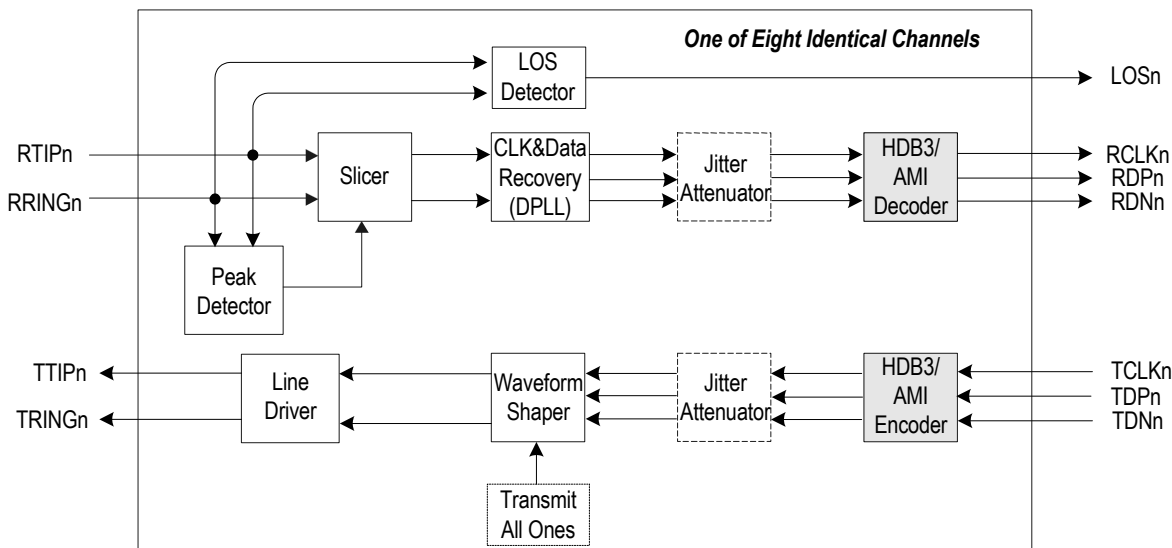 One of Eight Identical Channels
LOS
Detector
LOSn
RTIPn
RRINGn
Slicer
CLK&Data
Recovery
(DPLL)
Jitter
Attenuator
HDB3/
AMI
Decoder
RCLKn
RDPn
RDNn
Peak
Detector
TTIPn
TRINGn
Line
Driver
Waveform
Shaper
Jitter
Attenuator
HDB3/
AMI
Encoder
TCLKn
TDPn
TDNn
Transmit
All Ones